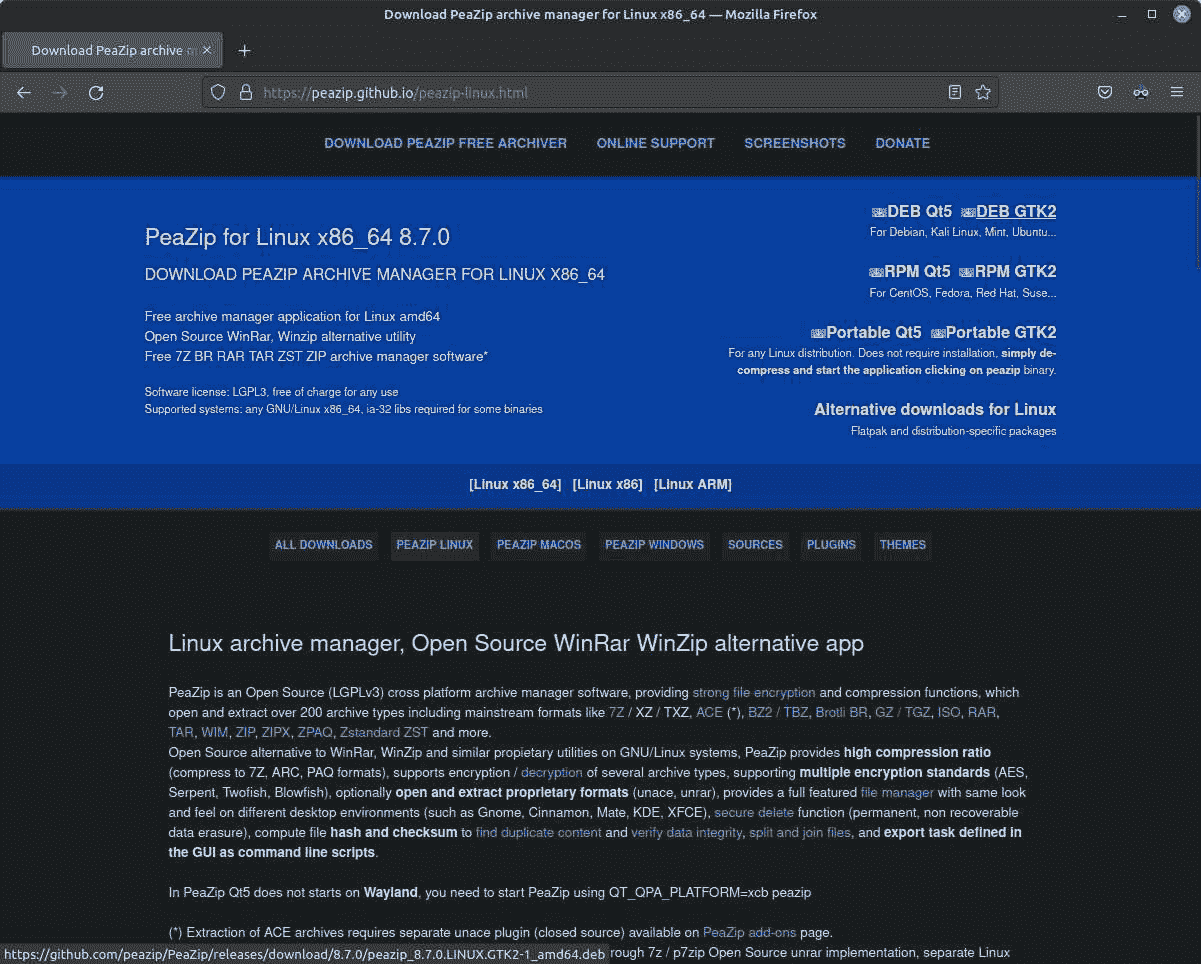 Download PeaZip archive manager for Linux x86_64 — Mozilla Firefox
Download PeaZip archive m
https://peazip.github.io/peazip-linux.html
DOWNLOAD PEAZIP FREE ARCHIVER ONLINE SUPPORT SCREENSHOTS DONATE
PeaZip for Linux x86_64 8.7.0
DOWNLOAD PEAZIP ARCHIVE MANAGER FOR LINUX X86_64
Free archive manager application for Linux amd64
Open Source WinRar, Winzip alternative utility
Free 7Z BR RAR TAR ZST ZIP archive manager software*
Software license: LGPL3, free of charge for any use
Supported systems: any GNU/Linux x86_64, ia-32 libs required for some binaries
DEB Qt5 DEB GTK2
For Debian, Kali Linux, Mint, Ubuntu...
RPM Qt5 RPM GTK2
For CentOS, Fedora, Red Hat, Suse...
Portable Qt5 Portable GTK2
For any Linux distribution. Does not require installation, simply de-
compress and start the application clicking on peazip binary.
Alternative downloads for Linux
Flatpak and distribution-specific packages
[Linux x86_64] [Linux x86] [Linux ARM]
ALL DOWNLOADS PEAZIP LINUX PEAZIP MACOS PEAZIP WINDOWS SOURCES PLUGINS THEMES
Linux archive manager, Open Source WinRar WinZip alternative app
PeaZip is an Open Source (LGPLv3) cross platform archive manager software, providing strong file encryption and compression functions, which
open and extract over 200 archive types including mainstream formats like 7Z / XZ / TXZ, ACE (*), BZ2 / TBZ, Brotli BR, GZ / TGZ, ISO, RAR,
TAR, WIM, ZIP, ZIPX, ZPAQ, Zstandard ZST and more.
Open Source alternative to WinRar, WinZip and similar propietary utilities on GNU/Linux systems, PeaZip provides high compression ratio
(compress to 7Z, ARC, PAQ formats), supports encryption / decryption of several archive types, supporting multiple encryption standards (AES,
Serpent, Twofish, Blowfish), optionally open and extract proprietary formats (unace, unrar), provides a full featured file manager with same look
and feel on different desktop environments (such as Gnome, Cinnamon, Mate, KDE, XFCE), secure delete function (permanent, non recoverable
data erasure), compute file hash and checksum to find duplicate content and verify data integrity, split and join files, and export task defined in
the GUI as command line scripts.
In PeaZip Qt5 does not starts on Wayland, you need to start PeaZip using QT_QPA_PLATFORM=xcb peazip
(*) Extraction of ACE archives requires separate unace plugin (closed source) available on PeaZip add-ons page.
https://github.com/peazip/PeaZip/releases/download/8.7.0/peazip_8.7.0.LINUX.GTK2-1_amd64.deb rough 7z / p7zip Open Source unrar implementation, separate Linux